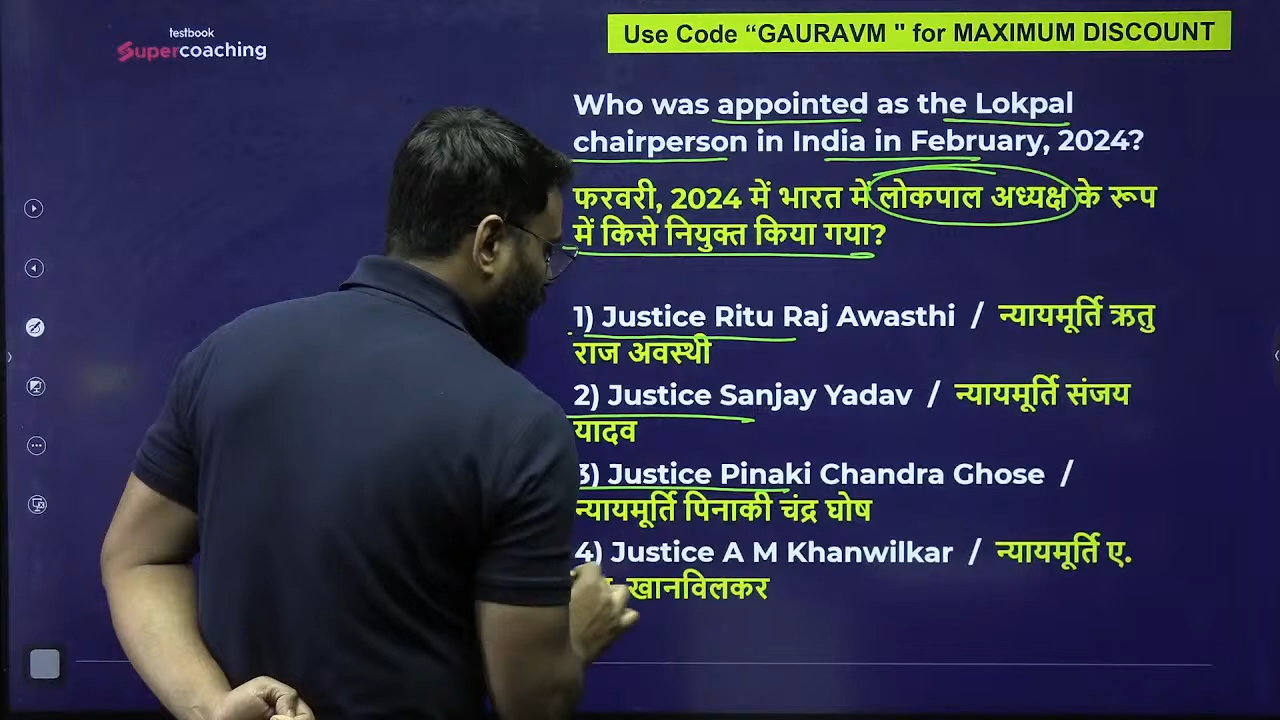 testbook
Supercoaching
Use Code “GAURAVM " for MAXIMUM DISCOUNT
Who was appointed as the Lokpal
chairperson in India in February, 2024?
फरवरी, 2024 में भारत में लोकपाल अध्यक्ष के रूप
में किसे नियुक्त किया गया?
1) Justice Ritu Raj Awasthi / न्यायमूर्ति ऋतु
राज अवस्थी
2) Justice Sanjay Yadav / न्यायमूर्ति संजय
यादव
3) Justice Pinaki Chandra Ghose /
न्यायमूर्ति पिनाकी चंद्र घोष
4) Justice A M Khanwilkar / न्यायमूर्ति ए.
खानविलकर